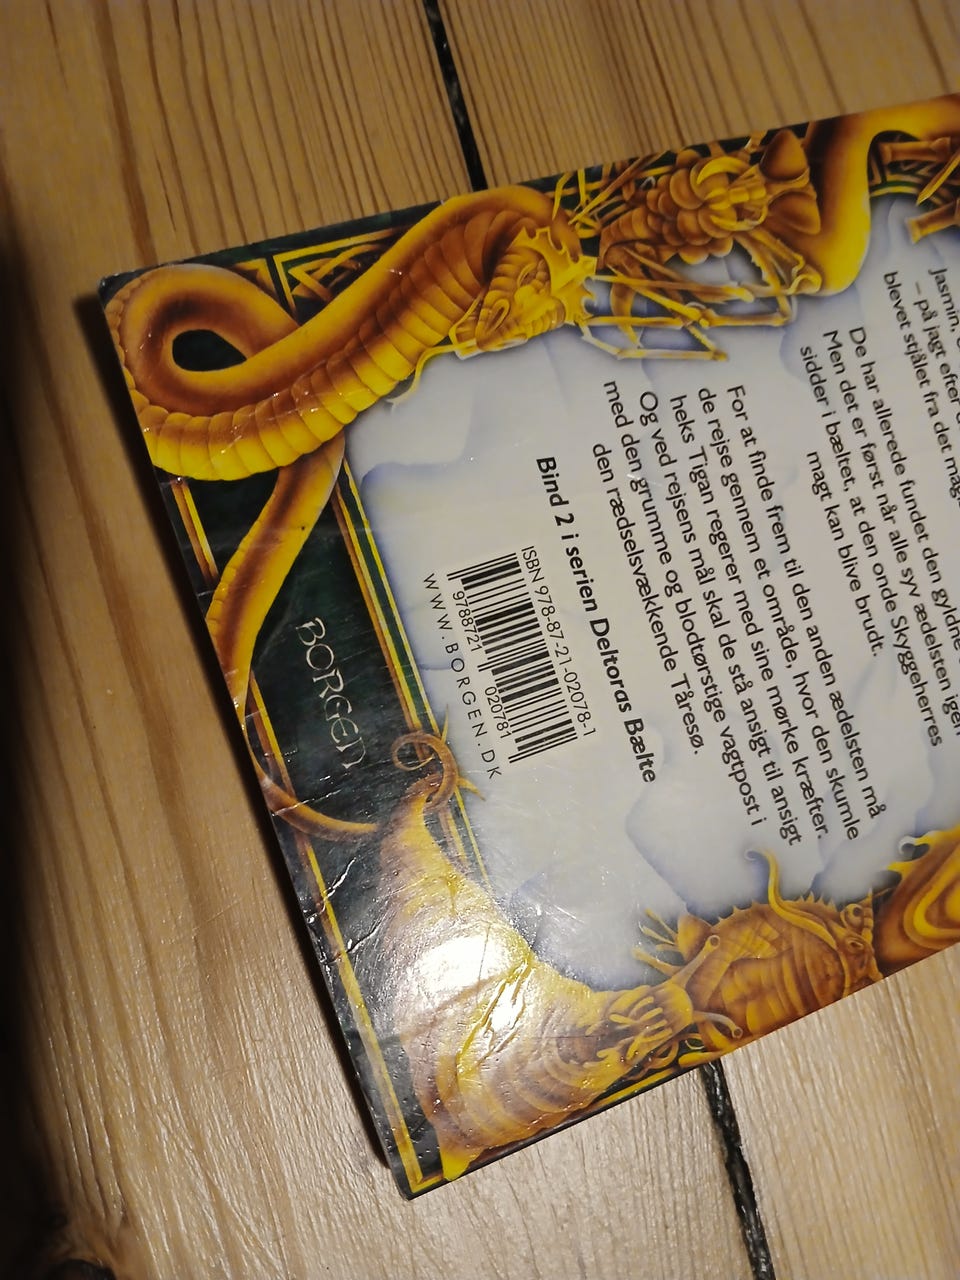 Jasmin,
– på jagt efter
blevet stjålet fra det
De har allerede fundet den gyldne
Men det er først når alle syv ædelsten igen
sidder i bæltet, at den onde Skyggeherres
magt kan blive brudt.
For at finde frem til den anden ædelsten må
de rejse gennem et område, hvor den skumle
heks Tigan regerer med sine mørke kræfter.
Og ved rejsens mål skal de stå ansigt til ansigt
med den grumme og blodtørstige vagtpost i
den rædselsvækkende Tåresø.
Bind 2 i serien Deltoras Bælte
ISBN 978-87-21-02078-1
9 788721 020781
WWW.BORGEN.DK
BORGEN